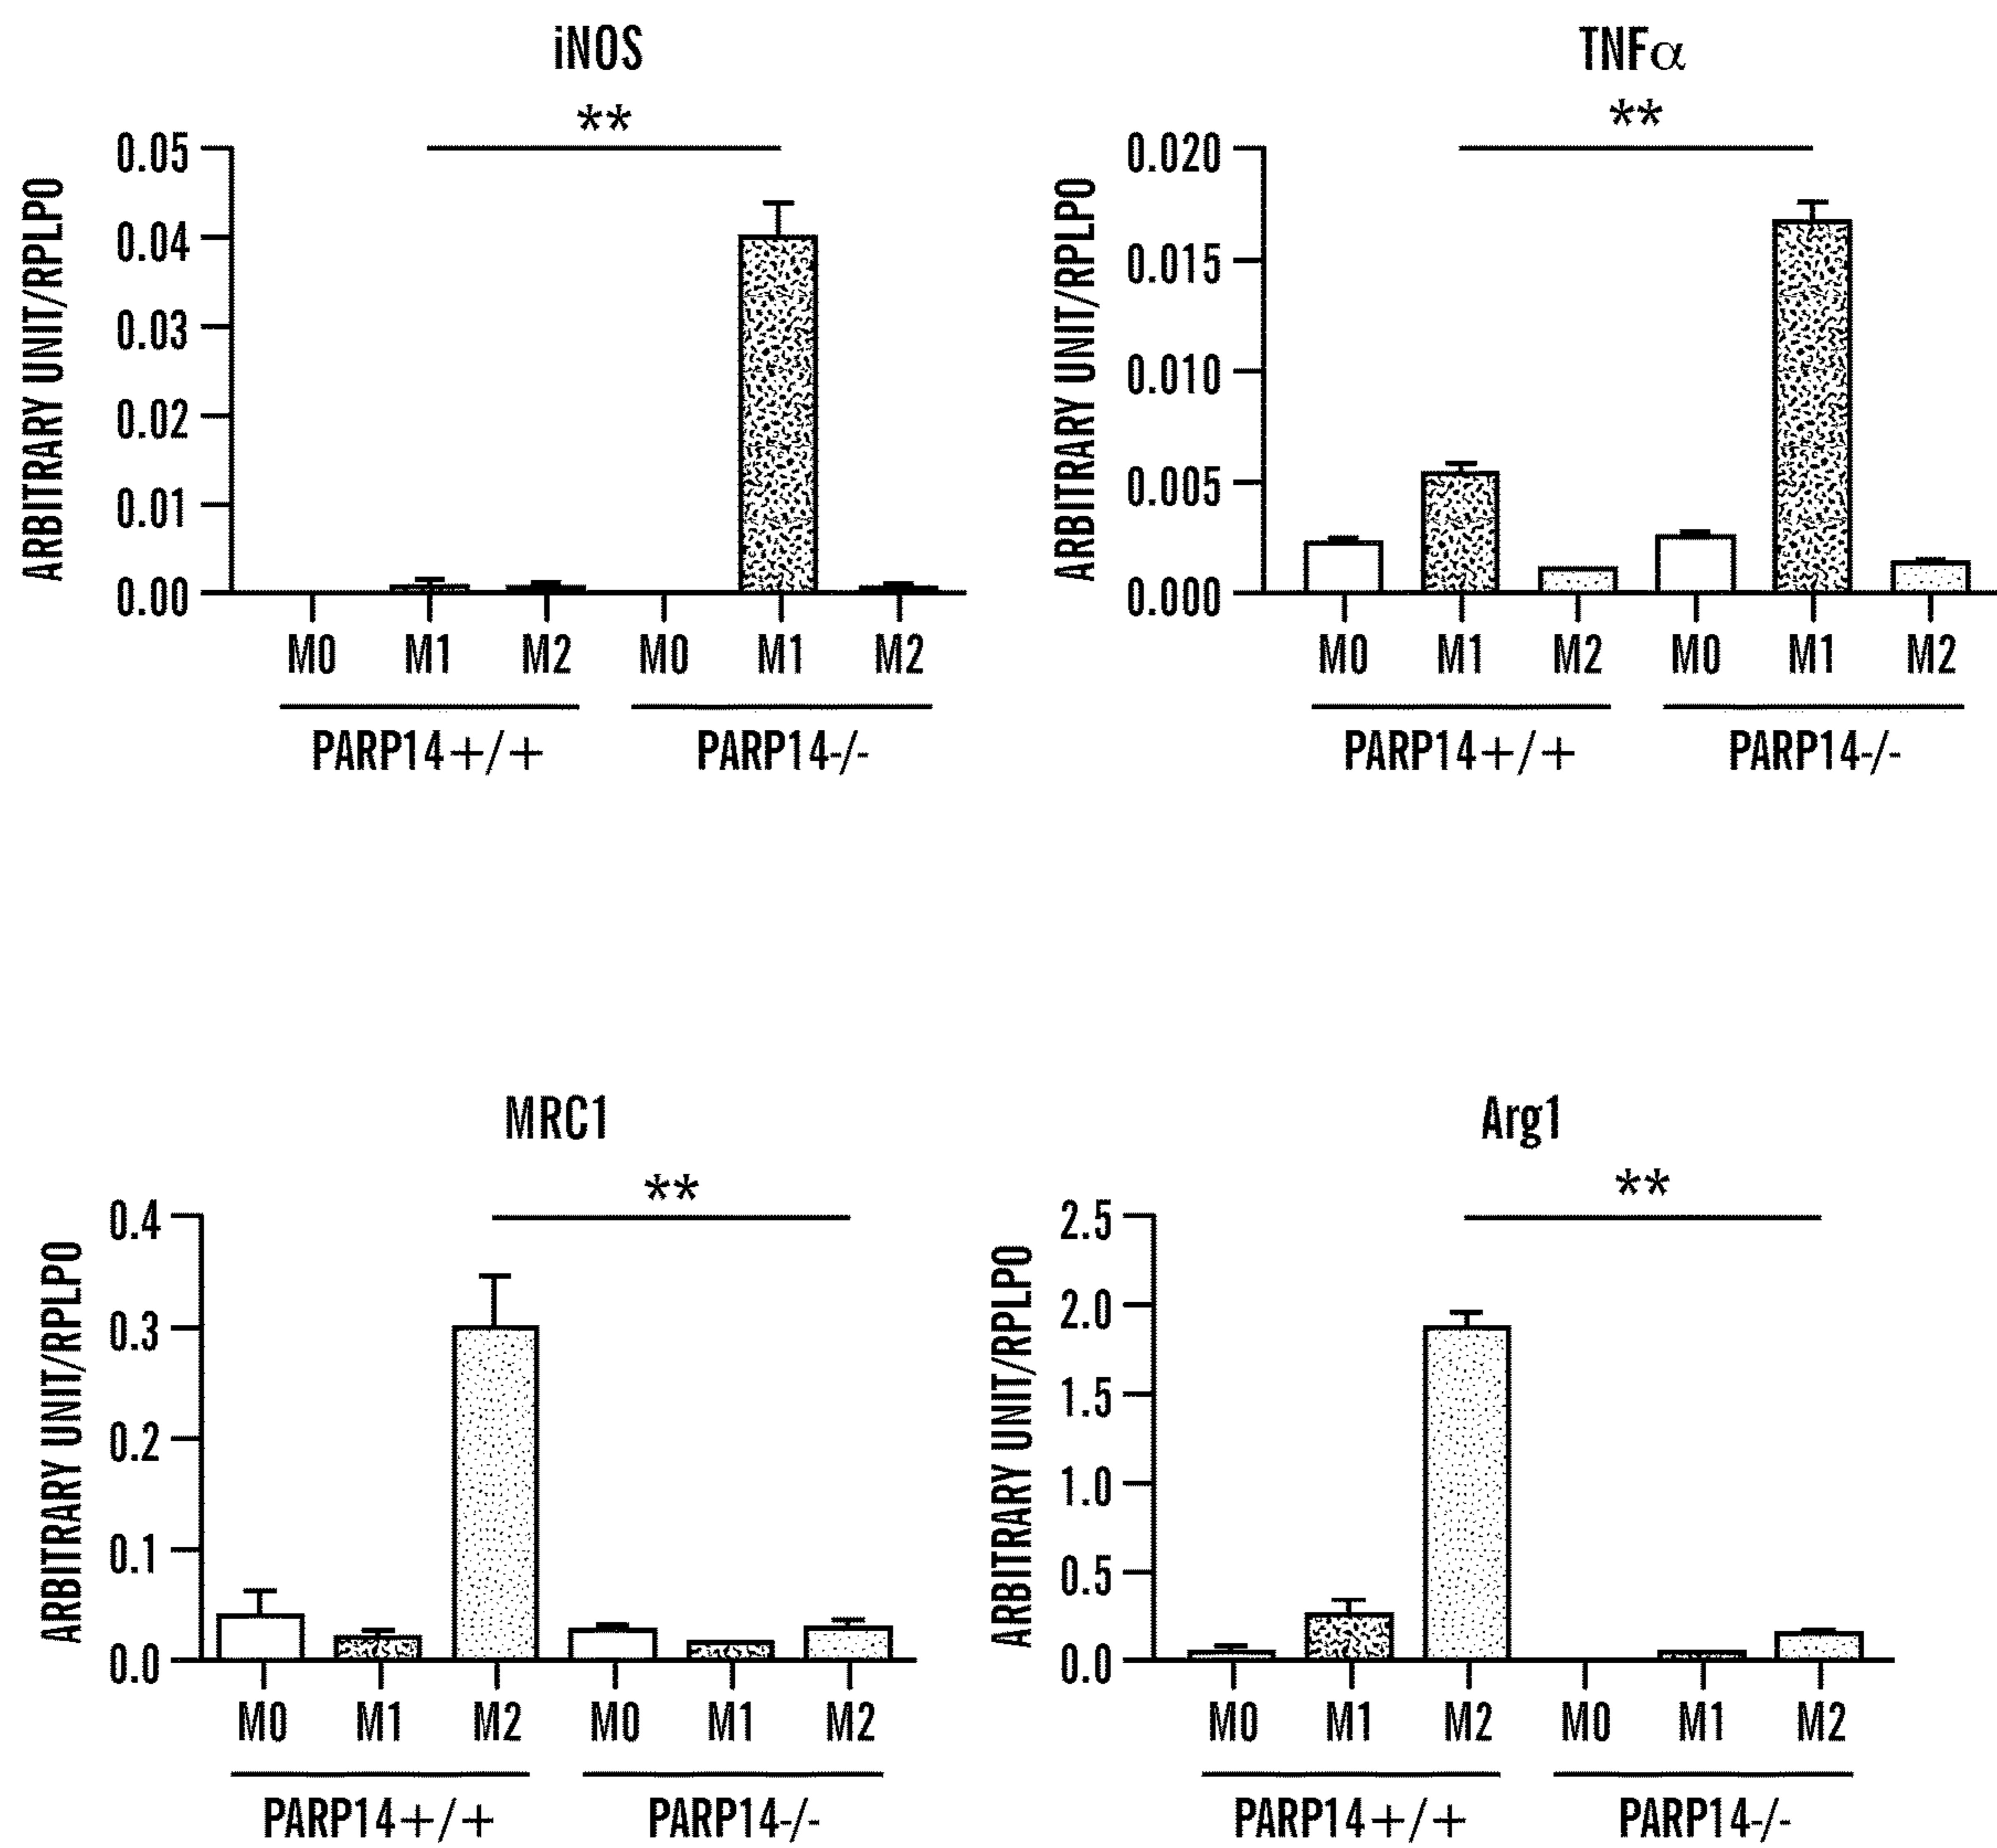 iNOS
**
ARBITRARY UNIT/RPLPO
0.05
0.04
0.03
0.02
0.01
0.00
M0 M1 M2 M0 M1 M2
PARP14+/+ PARP14-/-
TNFα
**
ARBITRARY UNIT/RPLPO
0.020
0.015
0.010
0.005
0.000
M0 M1 M2 M0 M1 M2
PARP14+/+ PARP14-/-
MRC1
**
ARBITRARY UNIT/RPLPO
0.4
0.3
0.2
0.1
0.0
M0 M1 M2 M0 M1 M2
PARP14+/+ PARP14-/-
Arg1
**
ARBITRARY UNIT/RPLPO
2.5
2.0
1.5
1.0
0.5
0.0
M0 M1 M2 M0 M1 M2
PARP14+/+ PARP14-/-